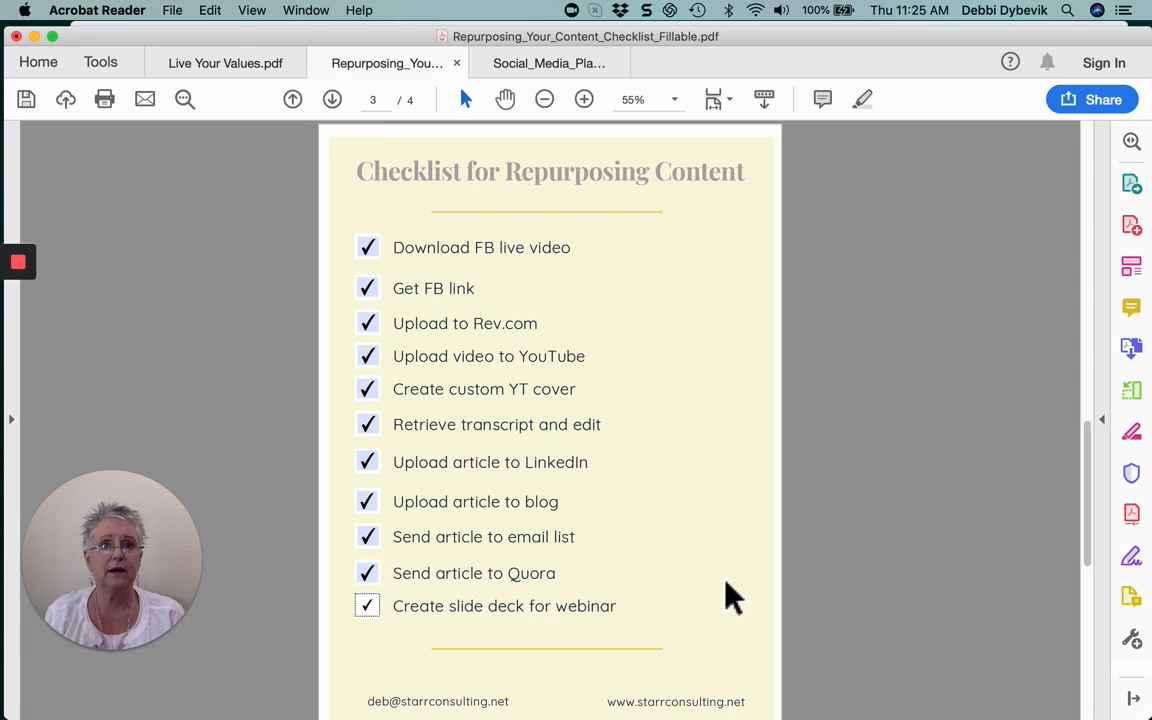 Acrobat Reader File Edit View Window Help 100% Thu 11:25 AM Debbi Dybevik
Repurposing_Your_Content_Checklist_Fillable.pdf
Home Tools Live Your Values.pdf Repurposing_You... × Social_Media_Pla... Sign In
3 / 4 55% Share
Checklist for Repurposing Content
Download FB live video
Get FB link
Upload to Rev.com
Upload video to YouTube
Create custom YT cover
Retrieve transcript and edit
Upload article to LinkedIn
Upload article to blog
Send article to email list
Send article to Quora
Create slide deck for webinar
deb@starrconsulting.net www.starrconsulting.net